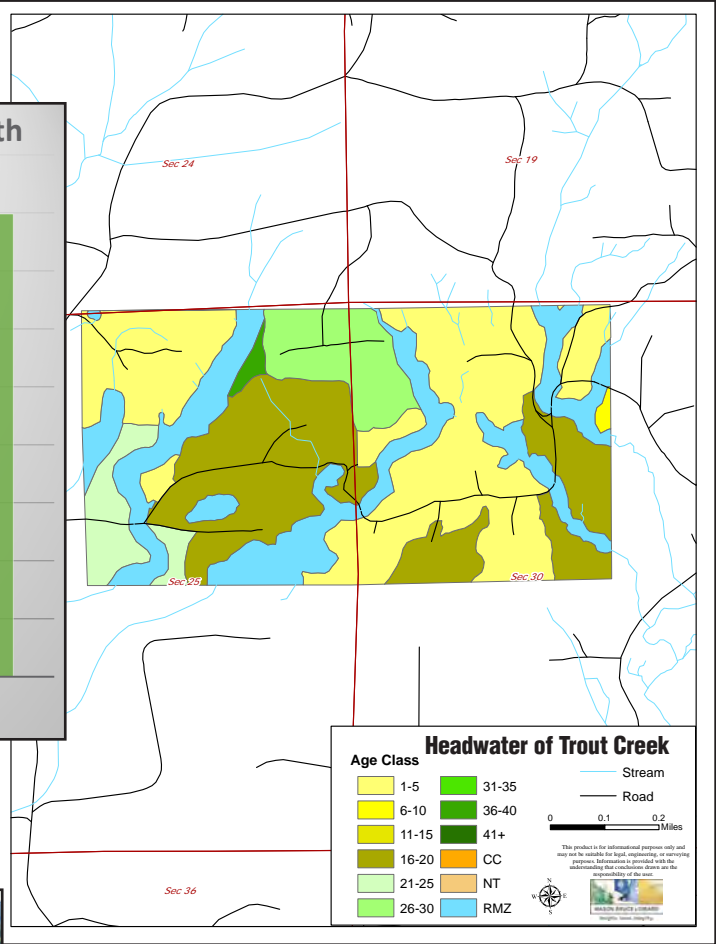 th
Sec 24
Sec 19
Sec 25
Sec 30
Sec 36
Headwater of Trout Creek
Age Class
1-5
6-10
11-15
16-20
21-25
26-30
31-35
36-40
41+
CC
NT
RMZ
Stream
Road
0 0.1 0.2
Miles
This product is for informational purposes only and
may not be suitable for legal, engineering, or surveying
purposes. Information is provided with the
understanding that conclusions drawn are the
responsibility of the user.
N
W E
S
MASON, BRUCE & GIRARD